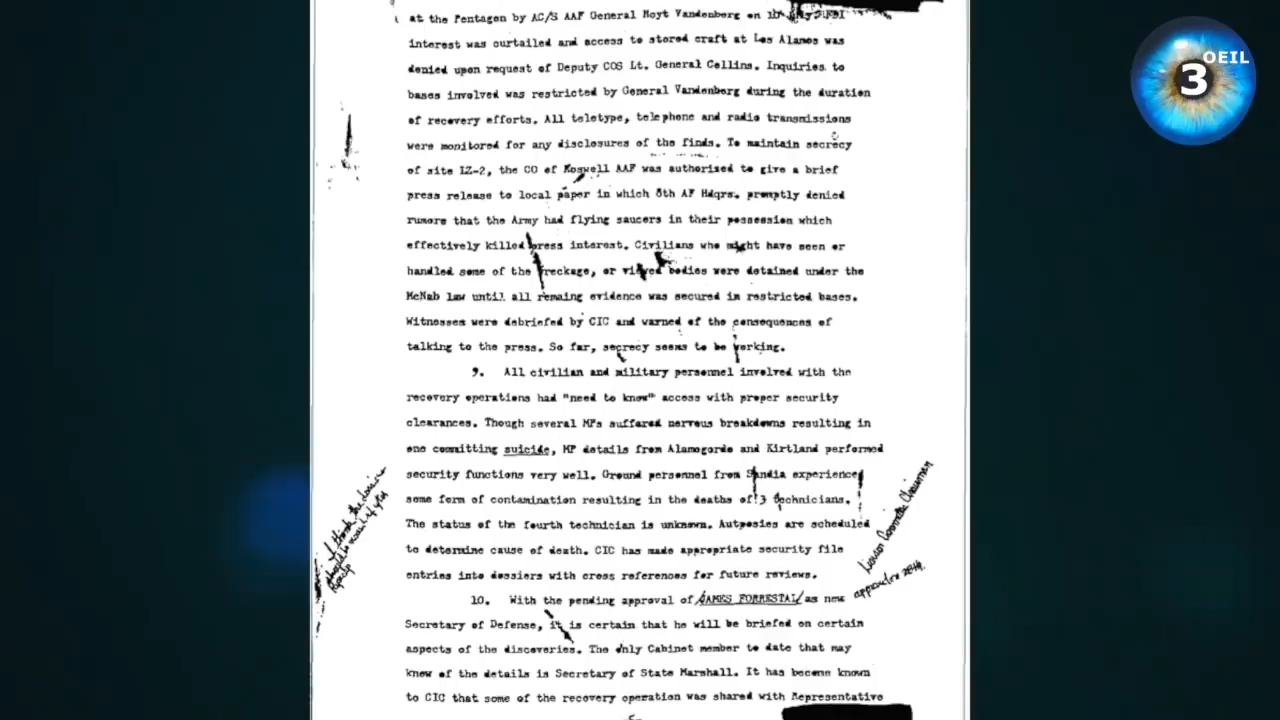 at the Pentagon by AC/S AAF General Hoyt Vandenberg on
interest was curtailed and access to stored craft at Los Alamos was
denied upon request of Deputy COS Lt. General Collins. Inquiries to
bases involved was restricted by General Vandenberg during the duration
of recovery efforts. All teletype, telephone and radio transmissions
were monitored for any disclosures of the finds. To maintain secrecy
of site LZ-2, the CO of Roswell AAF was authorized to give a brief
press release to local paper in which 8th AF Hdqrs. promptly denied
rumors that the Army had flying saucers in their possession which
effectively killed press interest. Civilians who might have seen or
handled some of the wreckage, or viewed bodies were detained under the
McNab law until all remaing evidence was secured in restricted bases.
Witnesses were debriefed by CIC and warned of the consequences of
talking to the press. So far, secrecy seems to be working.
9. All civilian and military personnel involved with the
recovery operations had "need to know" access with proper security
clearances. Though several MPs suffered nervous breakdowns resulting in
one committing suicide, MP details from Alamogordo and Kirtland performed
security functions very well. Ground personnel from Sandia experienced
some form of contamination resulting in the deaths of 3 technicians.
The status of the fourth technician is unknown. Autposies are scheduled
to determine cause of death. CIC has made appropriate security file
entries into dossiers with cross references for future reviews.
10. With the pending approval of JAMES FORRESTAL as new
Secretary of Defense, it is certain that he will be briefed on certain
aspects of the discoveries. The only Cabinet member to date that may
know of the details is Secretary of State Marshall. It has become known
to CIC that some of the recovery operation was shared with Representative
I think the
should
Chairman
OEIL
3